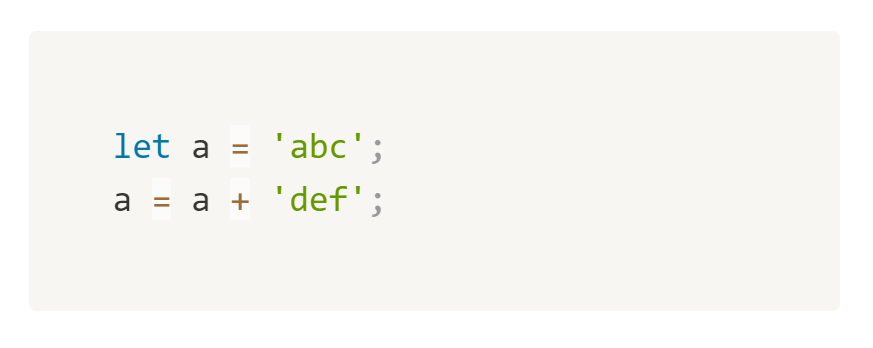 let a = 'abc';
a = a + 'def';